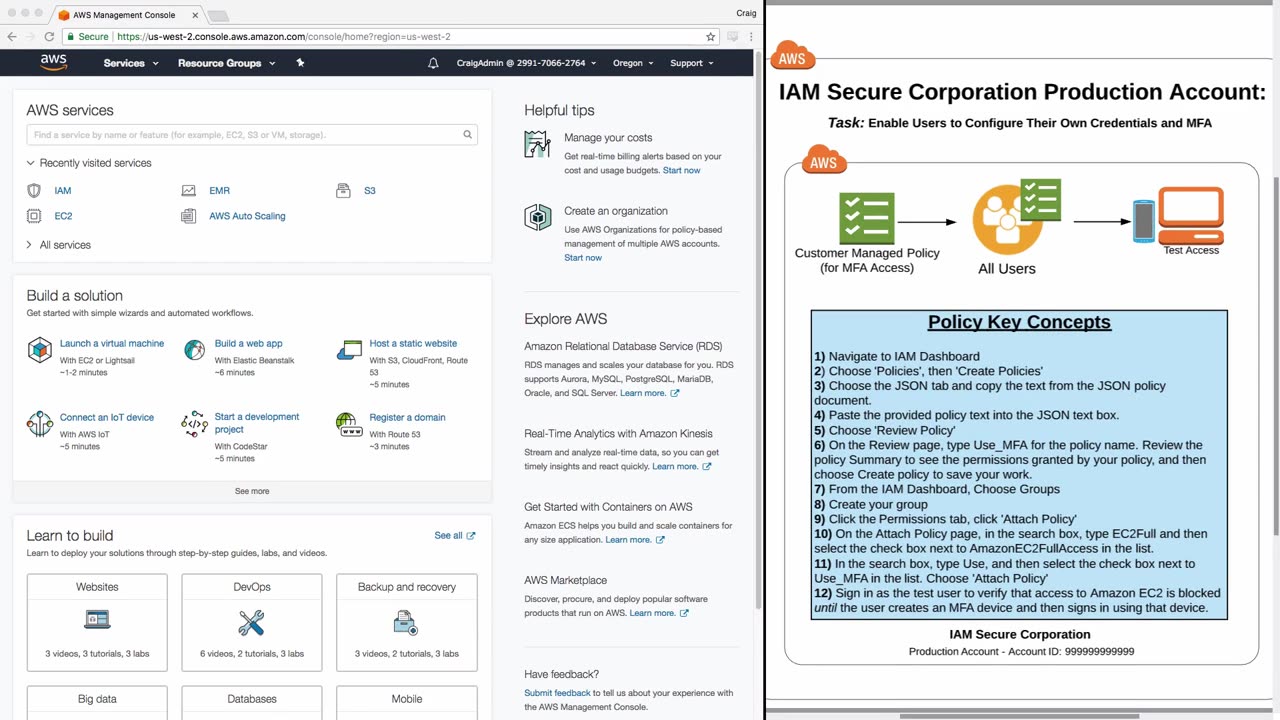 AWS Management Console
Craig
Secure
https://us-west-2.console.aws.amazon.com/console/home?region=us-west-2
aws
Services
Resource Groups
CraigAdmin @ 2991-7066-2764
Oregon
Support
AWS services
Find a service by name or feature (for example, EC2, S3 or VM, storage).
Recently visited services
IAM
EMR
S3
EC2
AWS Auto Scaling
All services
Build a solution
Get started with simple wizards and automated workflows.
Launch a virtual machine
With EC2 or Lightsail
~1-2 minutes
Build a web app
With Elastic Beanstalk
~6 minutes
Host a static website
With S3, CloudFront, Route
53
~5 minutes
Connect an IoT device
With AWS IoT
~5 minutes
Start a development
project
With CodeStar
~5 minutes
Register a domain
With Route 53
~3 minutes
See more
Learn to build
See all
Learn to deploy your solutions through step-by-step guides, labs, and videos.
Websites
3 videos, 3 tutorials, 3 labs
DevOps
6 videos, 2 tutorials, 3 labs
Backup and recovery
3 videos, 2 tutorials, 3 labs
Big data
Databases
Mobile
Helpful tips
Manage your costs
Get real-time billing alerts based on your
cost and usage budgets. Start now
Create an organization
Use AWS Organizations for policy-based
management of multiple AWS accounts.
Start now
Explore AWS
Amazon Relational Database Service (RDS)
RDS manages and scales your database for you. RDS
supports Aurora, MySQL, PostgreSQL, MariaDB,
Oracle, and SQL Server. Learn more.
Real-Time Analytics with Amazon Kinesis
Stream and analyze real-time data, so you can get
timely insights and react quickly. Learn more.
Get Started with Containers on AWS
Amazon ECS helps you build and scale containers for
any size application. Learn more.
AWS Marketplace
Discover, procure, and deploy popular software
products that run on AWS. Learn more.
Have feedback?
Submit feedback to tell us about your experience with
the AWS Management Console.
AWS
IAM Secure Corporation Production Account:
Task: Enable Users to Configure Their Own Credentials and MFA
AWS
Customer Managed Policy
(for MFA Access)
All Users
Test Access
Policy Key Concepts
1) Navigate to IAM Dashboard
2) Choose 'Policies', then 'Create Policies'
3) Choose the JSON tab and copy the text from the JSON policy
document.
4) Paste the provided policy text into the JSON text box.
5) Choose 'Review Policy'
6) On the Review page, type Use_MFA for the policy name. Review the
policy Summary to see the permissions granted by your policy, and then
choose Create policy to save your work.
7) From the IAM Dashboard, Choose Groups
8) Create your group
9) Click the Permissions tab, click 'Attach Policy'
10) On the Attach Policy page, in the search box, type EC2Full and then
select the check box next to AmazonEC2FullAccess in the list.
11) In the search box, type Use, and then select the check box next to
Use_MFA in the list. Choose 'Attach Policy'
12) Sign in as the test user to verify that access to Amazon EC2 is blocked
until the user creates an MFA device and then signs in using that device.
IAM Secure Corporation
Production Account - Account ID: 999999999999